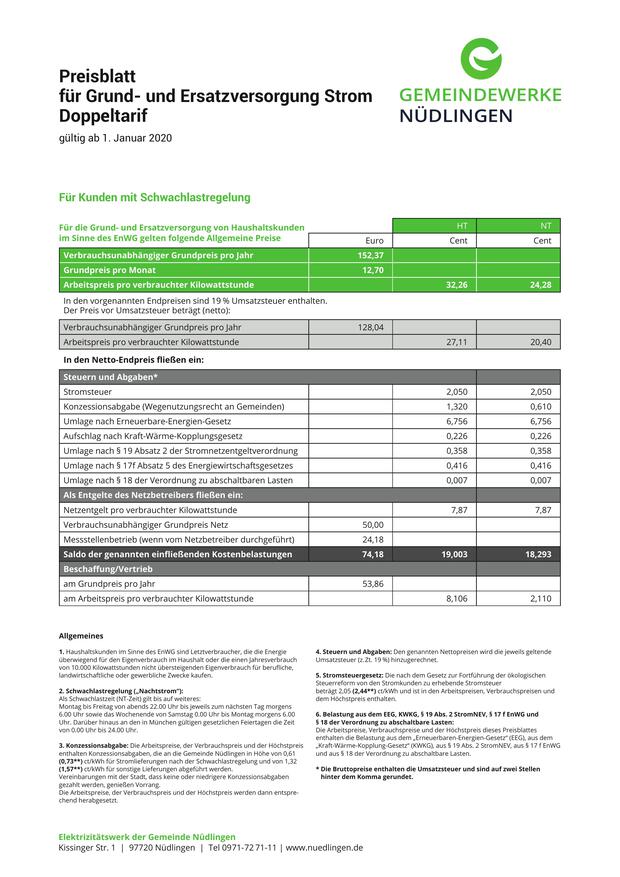 Preisblatt
für Grund- und Ersatzversorgung Strom
Doppeltarif
gültig ab 1. Januar 2020
GEMEINDEWERKE
NÜDLINGEN
Für Kunden mit Schwachlastregelung
Für die Grund- und Ersatzversorgung von Haushaltskunden
im Sinne des EnWG gelten folgende Allgemeine Preise
HT NT
Euro Cent Cent
Verbrauchsunabhängiger Grundpreis pro Jahr 152,37
Grundpreis pro Monat 12,70
Arbeitspreis pro verbrauchter Kilowattstunde 32,26 24,28
In den vorgenannten Endpreisen sind 19 % Umsatzsteuer enthalten.
Der Preis vor Umsatzsteuer beträgt (netto):
Verbrauchsunabhängiger Grundpreis pro Jahr 128,04
Arbeitspreis pro verbrauchter Kilowattstunde 27,11 20,40
In den Netto-Endpreis fließen ein:
Steuern und Abgaben*
Stromsteuer 2,050 2,050
Konzessionsabgabe (Wegenutzungsrecht an Gemeinden) 1,320 0,610
Umlage nach Erneuerbare-Energien-Gesetz 6,756 6,756
Aufschlag nach Kraft-Wärme-Kopplungsgesetz 0,226 0,226
Umlage nach § 19 Absatz 2 der Stromnetzentgeltverordnung 0,358 0,358
Umlage nach § 17f Absatz 5 des Energiewirtschaftsgesetzes 0,416 0,416
Umlage nach § 18 der Verordnung zu abschaltbaren Lasten 0,007 0,007
Als Entgelte des Netzbetreibers fließen ein:
Netzentgelt pro verbrauchter Kilowattstunde 7,87 7,87
Verbrauchsunabhängiger Grundpreis Netz 50,00
Messstellenbetrieb (wenn vom Netzbetreiber durchgeführt) 24,18
Saldo der genannten einfließenden Kostenbelastungen 74,18 19,003 18,293
Beschaffung/Vertrieb
am Grundpreis pro Jahr 53,86
am Arbeitspreis pro verbrauchter Kilowattstunde 8,106 2,110
Allgemeines
1. Haushaltskunden im Sinne des EnWG sind Letztverbraucher, die die Energie
überwiegend für den Eigenverbrauch im Haushalt oder die einen Jahresverbrauch
von 10.000 Kilowattstunden nicht übersteigenden Eigenverbrauch für berufliche,
landwirtschaftliche oder gewerbliche Zwecke kaufen.
2. Schwachlastregelung („Nachtstrom“):
Als Schwachlastzeit (NT-Zeit) gilt bis auf weiteres:
Montag bis Freitag von abends 22.00 Uhr bis jeweils zum nächsten Tag morgens
6.00 Uhr sowie das Wochenende von Samstag 0.00 Uhr bis Montag morgens 6.00
Uhr. Darüber hinaus an den in München gültigen gesetzlichen Feiertagen die Zeit
von 0.00 Uhr bis 24.00 Uhr.
3. Konzessionsabgabe: Die Arbeitspreise, der Verbrauchspreis und der Höchstpreis
enthalten Konzessionsabgaben, die an die Gemeinde Nüdlingen in Höhe von 0,61
(0,73**) ct/kWh für Stromlieferungen nach der Schwachlastregelung und von 1,32
(1,57**) ct/kWh für sonstige Lieferungen abgeführt werden.
Vereinbarungen mit der Stadt, dass keine oder niedrigere Konzessionsabgaben
gezahlt werden, genießen Vorrang.
Die Arbeitspreise, der Verbrauchspreis und der Höchstpreis werden dann entspre-
chend herabgesetzt.
4. Steuern und Abgaben: Den genannten Nettopreisen wird die jeweils geltende
Umsatzsteuer (z. Zt. 19 %) hinzugerechnet.
5. Stromsteuergesetz: Die nach dem Gesetz zur Fortführung der ökologischen
Steuerreform von den Stromkunden zu erhebende Stromsteuer
beträgt 2,05 (2,44**) ct/kWh und ist in den Arbeitspreisen, Verbrauchspreisen und
dem Höchstpreis enthalten.
6. Belastung aus dem EEG, KWKG, § 19 Abs. 2 StromNEV, § 17 f EnWG und
§ 18 der Verordnung zu abschaltbare Lasten:
Die Arbeitspreise, Verbrauchspreise und der Höchstpreis dieses Preisblattes
enthalten die Belastung aus dem „Erneuerbaren-Energien-Gesetz“ (EEG), aus dem
„Kraft-Wärme-Kopplung-Gesetz“ (KWKG), aus § 19 Abs. 2 StromNEV, aus § 17 f EnWG
und aus § 18 der Verordnung zu abschaltbare Lasten.
* Die Bruttopreise enthalten die Umsatzsteuer und sind auf zwei Stellen
hinter dem Komma gerundet.
Elektrizitätswerk der Gemeinde Nüdlingen
Kissinger Str. 1 | 97720 Nüdlingen | Tel 0971-72 71-11 | www.nuedlingen.de